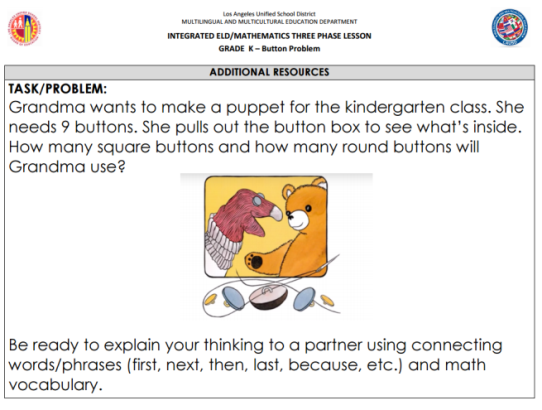 Los Angeles Unified School District
MULTILINGUAL AND MULTICULTURAL EDUCATION DEPARTMENT
INTEGRATED ELD/MATHEMATICS THREE PHASE LESSON
GRADE K – Button Problem
ADDITIONAL RESOURCES
TASK/PROBLEM:
Grandma wants to make a puppet for the kindergarten class. She
needs 9 buttons. She pulls out the button box to see what’s inside.
How many square buttons and how many round buttons will
Grandma use?
Be ready to explain your thinking to a partner using connecting
words/phrases (first, next, then, last, because, etc.) and math
vocabulary.